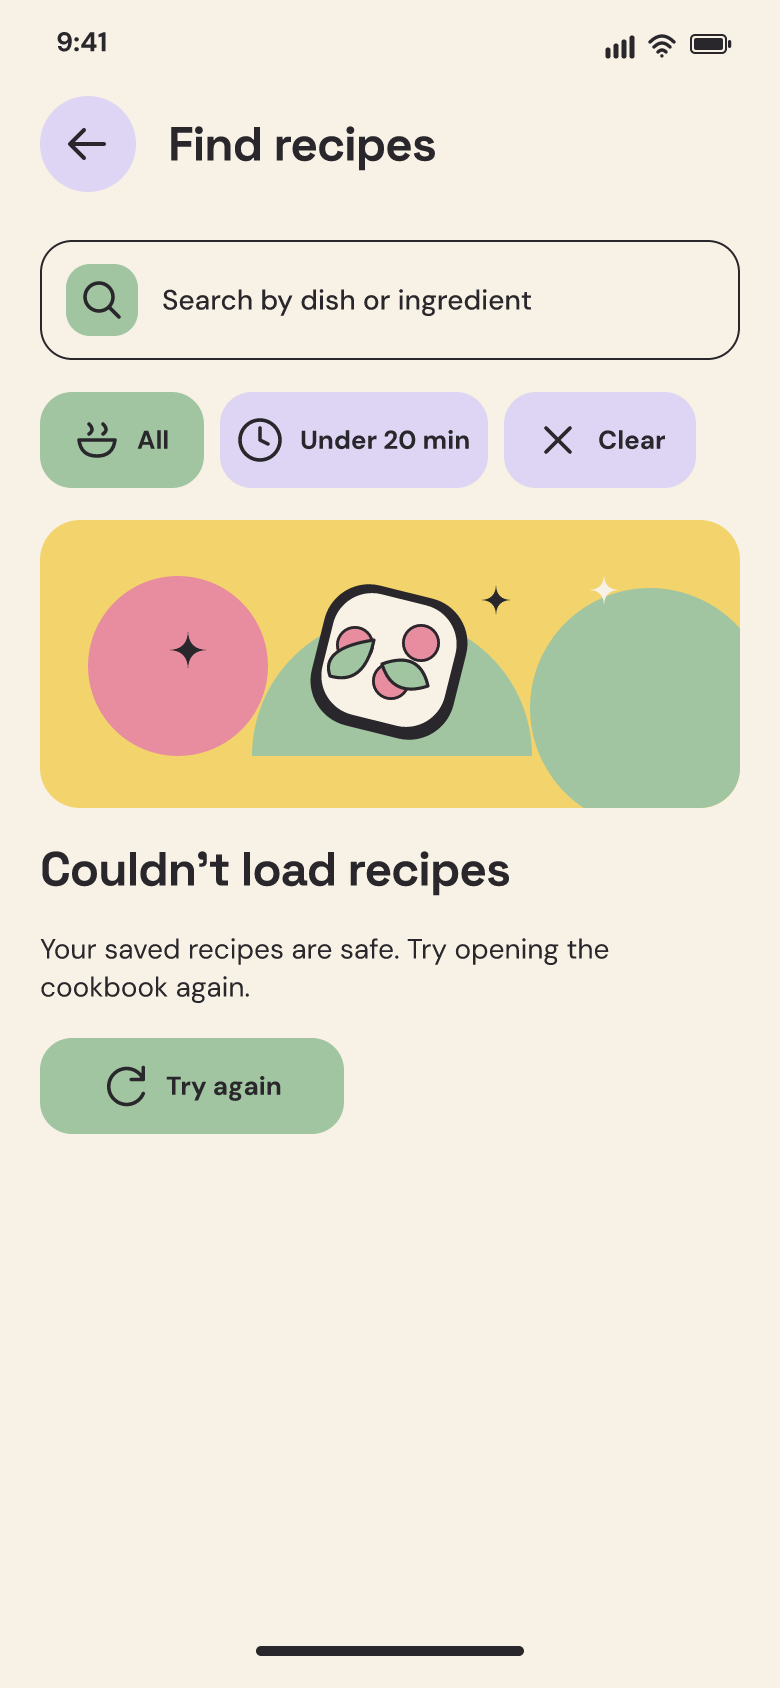 9:41
Find recipes
Search by dish or ingredient
All
Under 20 min
Clear
Couldn’t load recipes
Your saved recipes are safe. Try opening the
cookbook again.
Try again